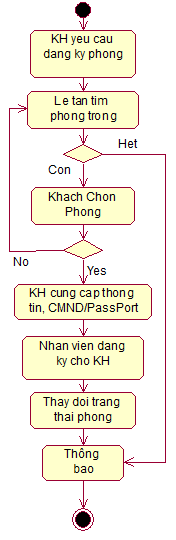 KH yeu cau
dang ky phong
Le tan tim
phong trong
Het
Con
Khach Chon
Phong
No
Yes
KH cung cap thong
tin, CMND/PassPort
Nhan vien dang
ky cho KH
Thay doi trang
thai phong
Thông
bao